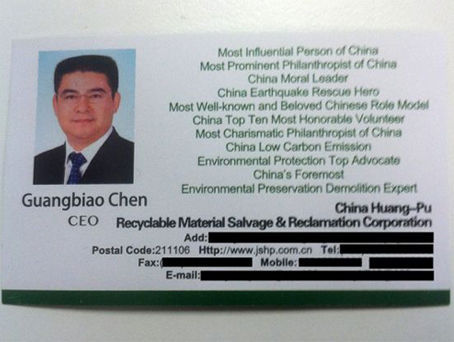 Most Influential Person of China
Most Prominent Philanthropist of China
China Moral Leader
China Earthquake Rescue Hero
Most Well-known and Beloved Chinese Role Model
China Top Ten Most Honorable Volunteer
Most Charismatic Philanthropist of China
China Low Carbon Emission
Environmental Protection Top Advocate
China's Foremost
Environmental Preservation Demolition Expert
Guangbiao Chen
CEO
China Huang-Pu
Recyclable Material Salvage & Reclamation Corporation
Add:
Postal Code:211106 Http://www.jshp.com.cn Tel:
Fax: Mobile:
E-mail: